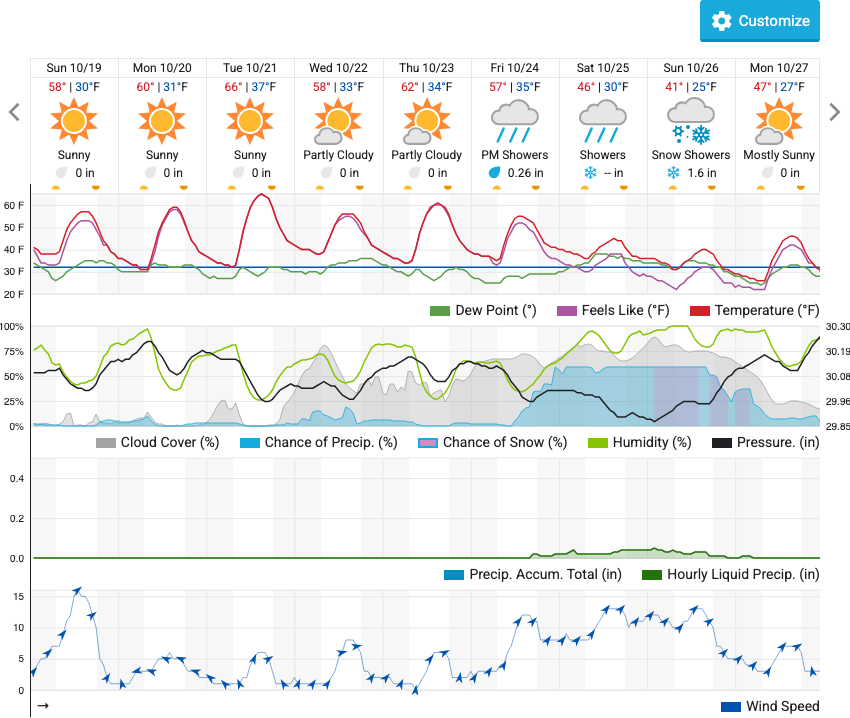 Customize
Sun 10/19 Mon 10/20 Tue 10/21 Wed 10/22 Thu 10/23 Fri 10/24 Sat 10/25 Sun 10/26 Mon 10/27
58° | 30°F 60° | 31°F 66° | 37°F 58° | 33°F 62° | 34°F 57° | 35°F 46° | 30°F 41° | 25°F 47° | 27°F
Sunny Sunny Sunny Partly Cloudy Partly Cloudy PM Showers Showers Snow Showers Mostly Sunny
0 in 0 in 0 in 0 in 0 in 0.26 in -- in 1.6 in 0 in
60 F
50 F
40 F
30 F
20 F
Dew Point (°) Feels Like (°F) Temperature (°F)
100% 30.30
75% 30.19
50% 30.08
25% 29.96
0% 29.85
Cloud Cover (%) Chance of Precip. (%) Chance of Snow (%) Humidity (%) Pressure. (in)
0.4
0.2
0.0
Precip. Accum. Total (in) Hourly Liquid Precip. (in)
15
10
5
0
→ Wind Speed